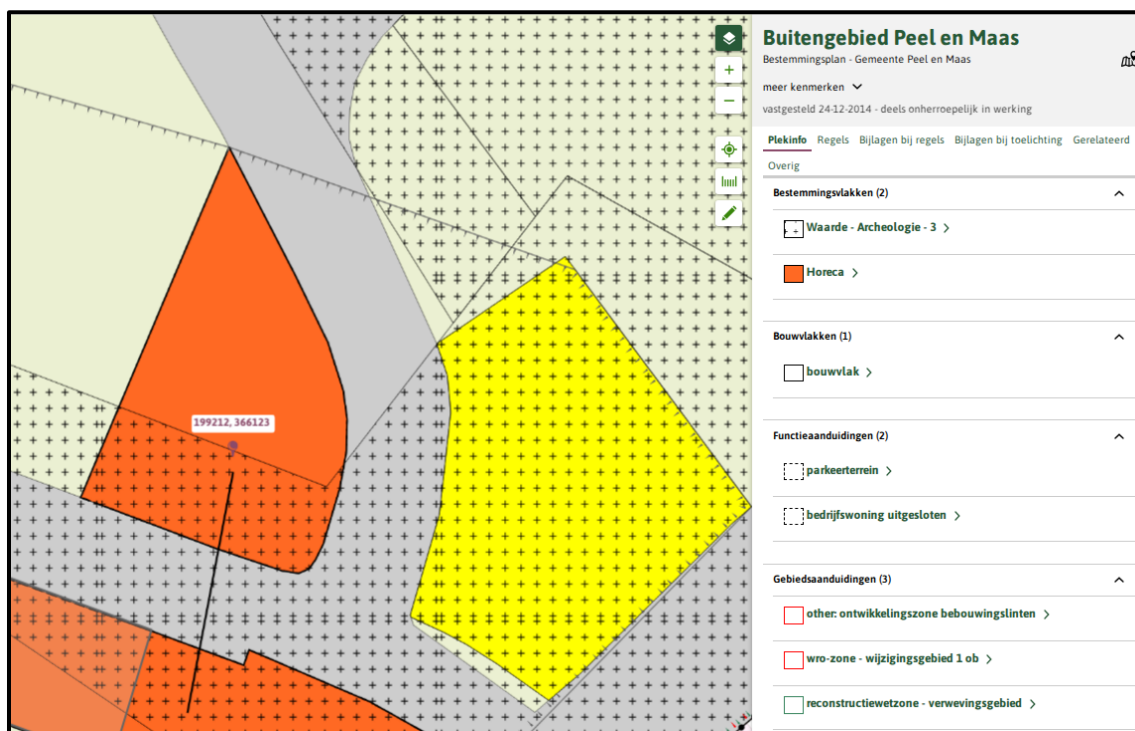 Buitengebied Peel en Maas
Bestemmingsplan - Gemeente Peel en Maas
meer kenmerken
vastgesteld 24-12-2014 - deels onherroepelijk in werking
Plekinfo Regels Bijlagen bij regels Bijlagen bij toelichting Gerelateerd
Overig
Bestemmingsvlakken (2)
Waarde - Archeologie - 3
Horeca
Bouwvlakken (1)
bouwvlak
Functieaanduidingen (2)
parkeerterrein
bedrijfswoning uitgesloten
Gebiedsaanduidingen (3)
other: ontwikkelingszone bebouwingslinten
wro-zone - wijzigingsgebied 1 ob
reconstructiewetzone - verwevingsgebied
199212, 366123